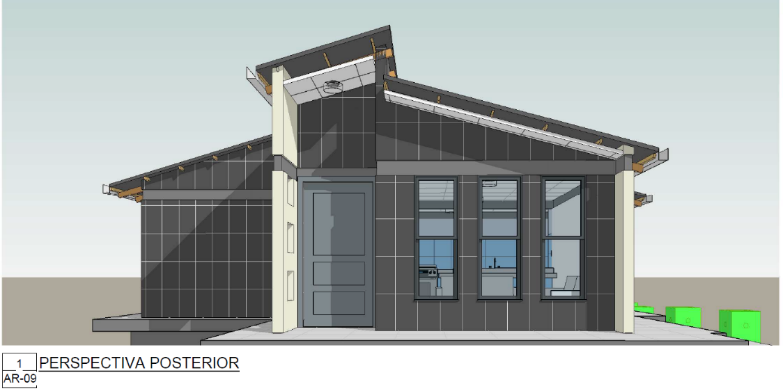 1 PERSPECTIVA POSTERIOR
AR-09